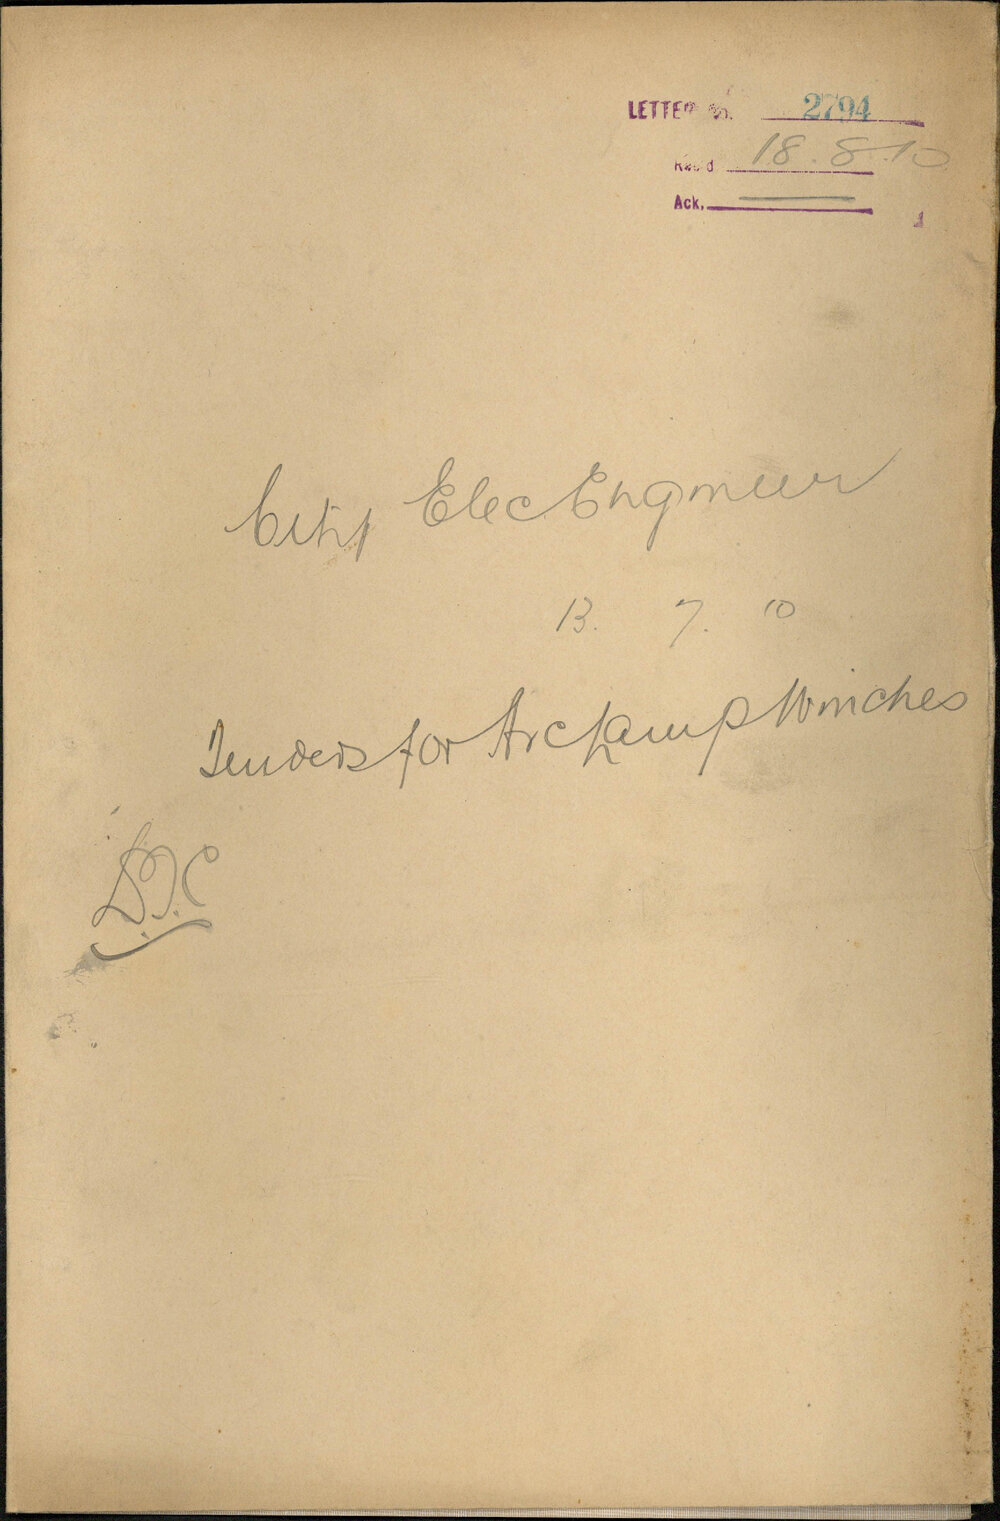 LETTER No. 2794
Rec'd 18.8.10
Ack.
City Elec Engineer
13. 7. 10
Tenders for Arc Lamp Winches